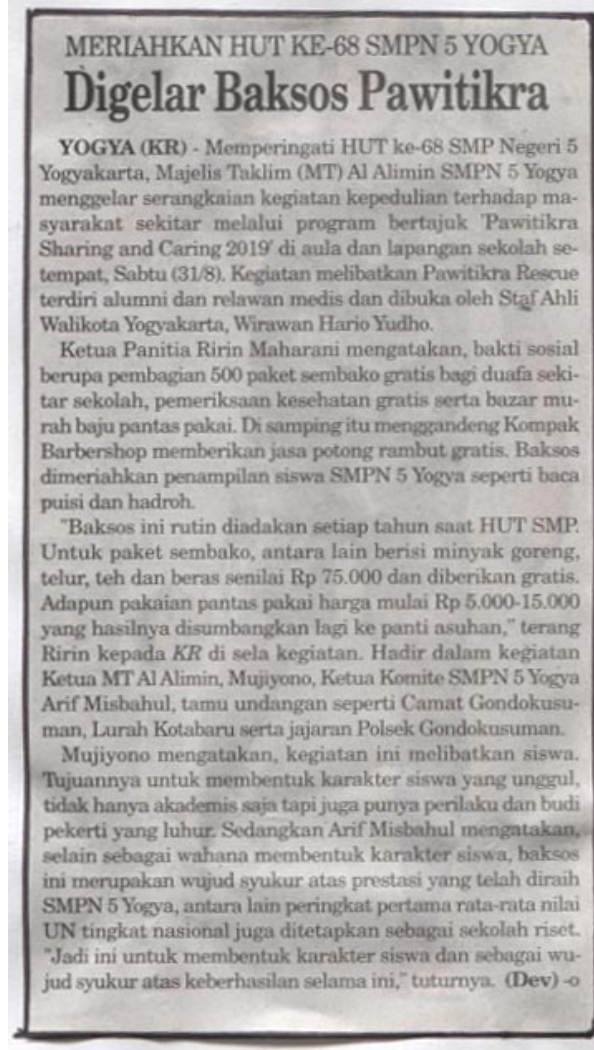 MERIAHKAN HUT KE-68 SMPN 5 YOGYA
Digelar Baksos Pawitikra
YOGYA (KR) - Memperingati HUT ke-68 SMP Negeri 5
Yogyakarta, Majelis Taklim (MT) Al Alimin SMPN 5 Yogya
menggelar serangkaian kegiatan kepedulian terhadap ma-
syarakat sekitar melalui program bertajuk 'Pawitikra
Sharing and Caring 2019' di aula dan lapangan sekolah se-
tempat, Sabtu (31/8). Kegiatan melibatkan Pawitikra Rescue
terdiri alumni dan relawan medis dan dibuka oleh Staf Ahli
Walikota Yogyakarta, Wirawan Hario Yudho.
Ketua Panitia Ririn Maharani mengatakan, bakti sosial
berupa pembagian 500 paket sembako gratis bagi duafa seki-
tar sekolah, pemeriksaan kesehatan gratis serta bazar mu-
rah baju pantas pakai. Di samping itu menggandeng Kompak
Barbershop memberikan jasa potong rambut gratis. Baksos
dimeriahkan penampilan siswa SMPN 5 Yogya seperti baca
puisi dan hadroh.
"Baksos ini rutin diadakan setiap tahun saat HUT SMP.
Untuk paket sembako, antara lain berisi minyak goreng,
telur, teh dan beras senilai Rp 75.000 dan diberikan gratis.
Adapun pakaian pantas pakai harga mulai Rp 5.000-15.000
yang hasilnya disumbangkan lagi ke panti asuhan," terang
Ririn kepada KR di sela kegiatan. Hadir dalam kegiatan
Ketua MT Al Alimin, Mujiyono, Ketua Komite SMPN 5 Yogya
Arif Misbahul, tamu undangan seperti Camat Gondokusu-
man, Lurah Kotabaru serta jajaran Polsek Gondokusuman.
Mujiyono mengatakan, kegiatan ini melibatkan siswa.
Tujuannya untuk membentuk karakter siswa yang unggul,
tidak hanya akademis saja tapi juga punya perilaku dan budi
pekerti yang luhur. Sedangkan Arif Misbahul mengatakan,
selain sebagai wahana membentuk karakter siswa, baksos
ini merupakan wujud syukur atas prestasi yang telah diraih
SMPN 5 Yogya, antara lain peringkat pertama rata-rata nilai
UN tingkat nasional juga ditetapkan sebagai sekolah riset.
"Jadi ini untuk membentuk karakter siswa dan sebagai wu-
jud syukur atas keberhasilan selama ini," tuturnya. (Dev) -o